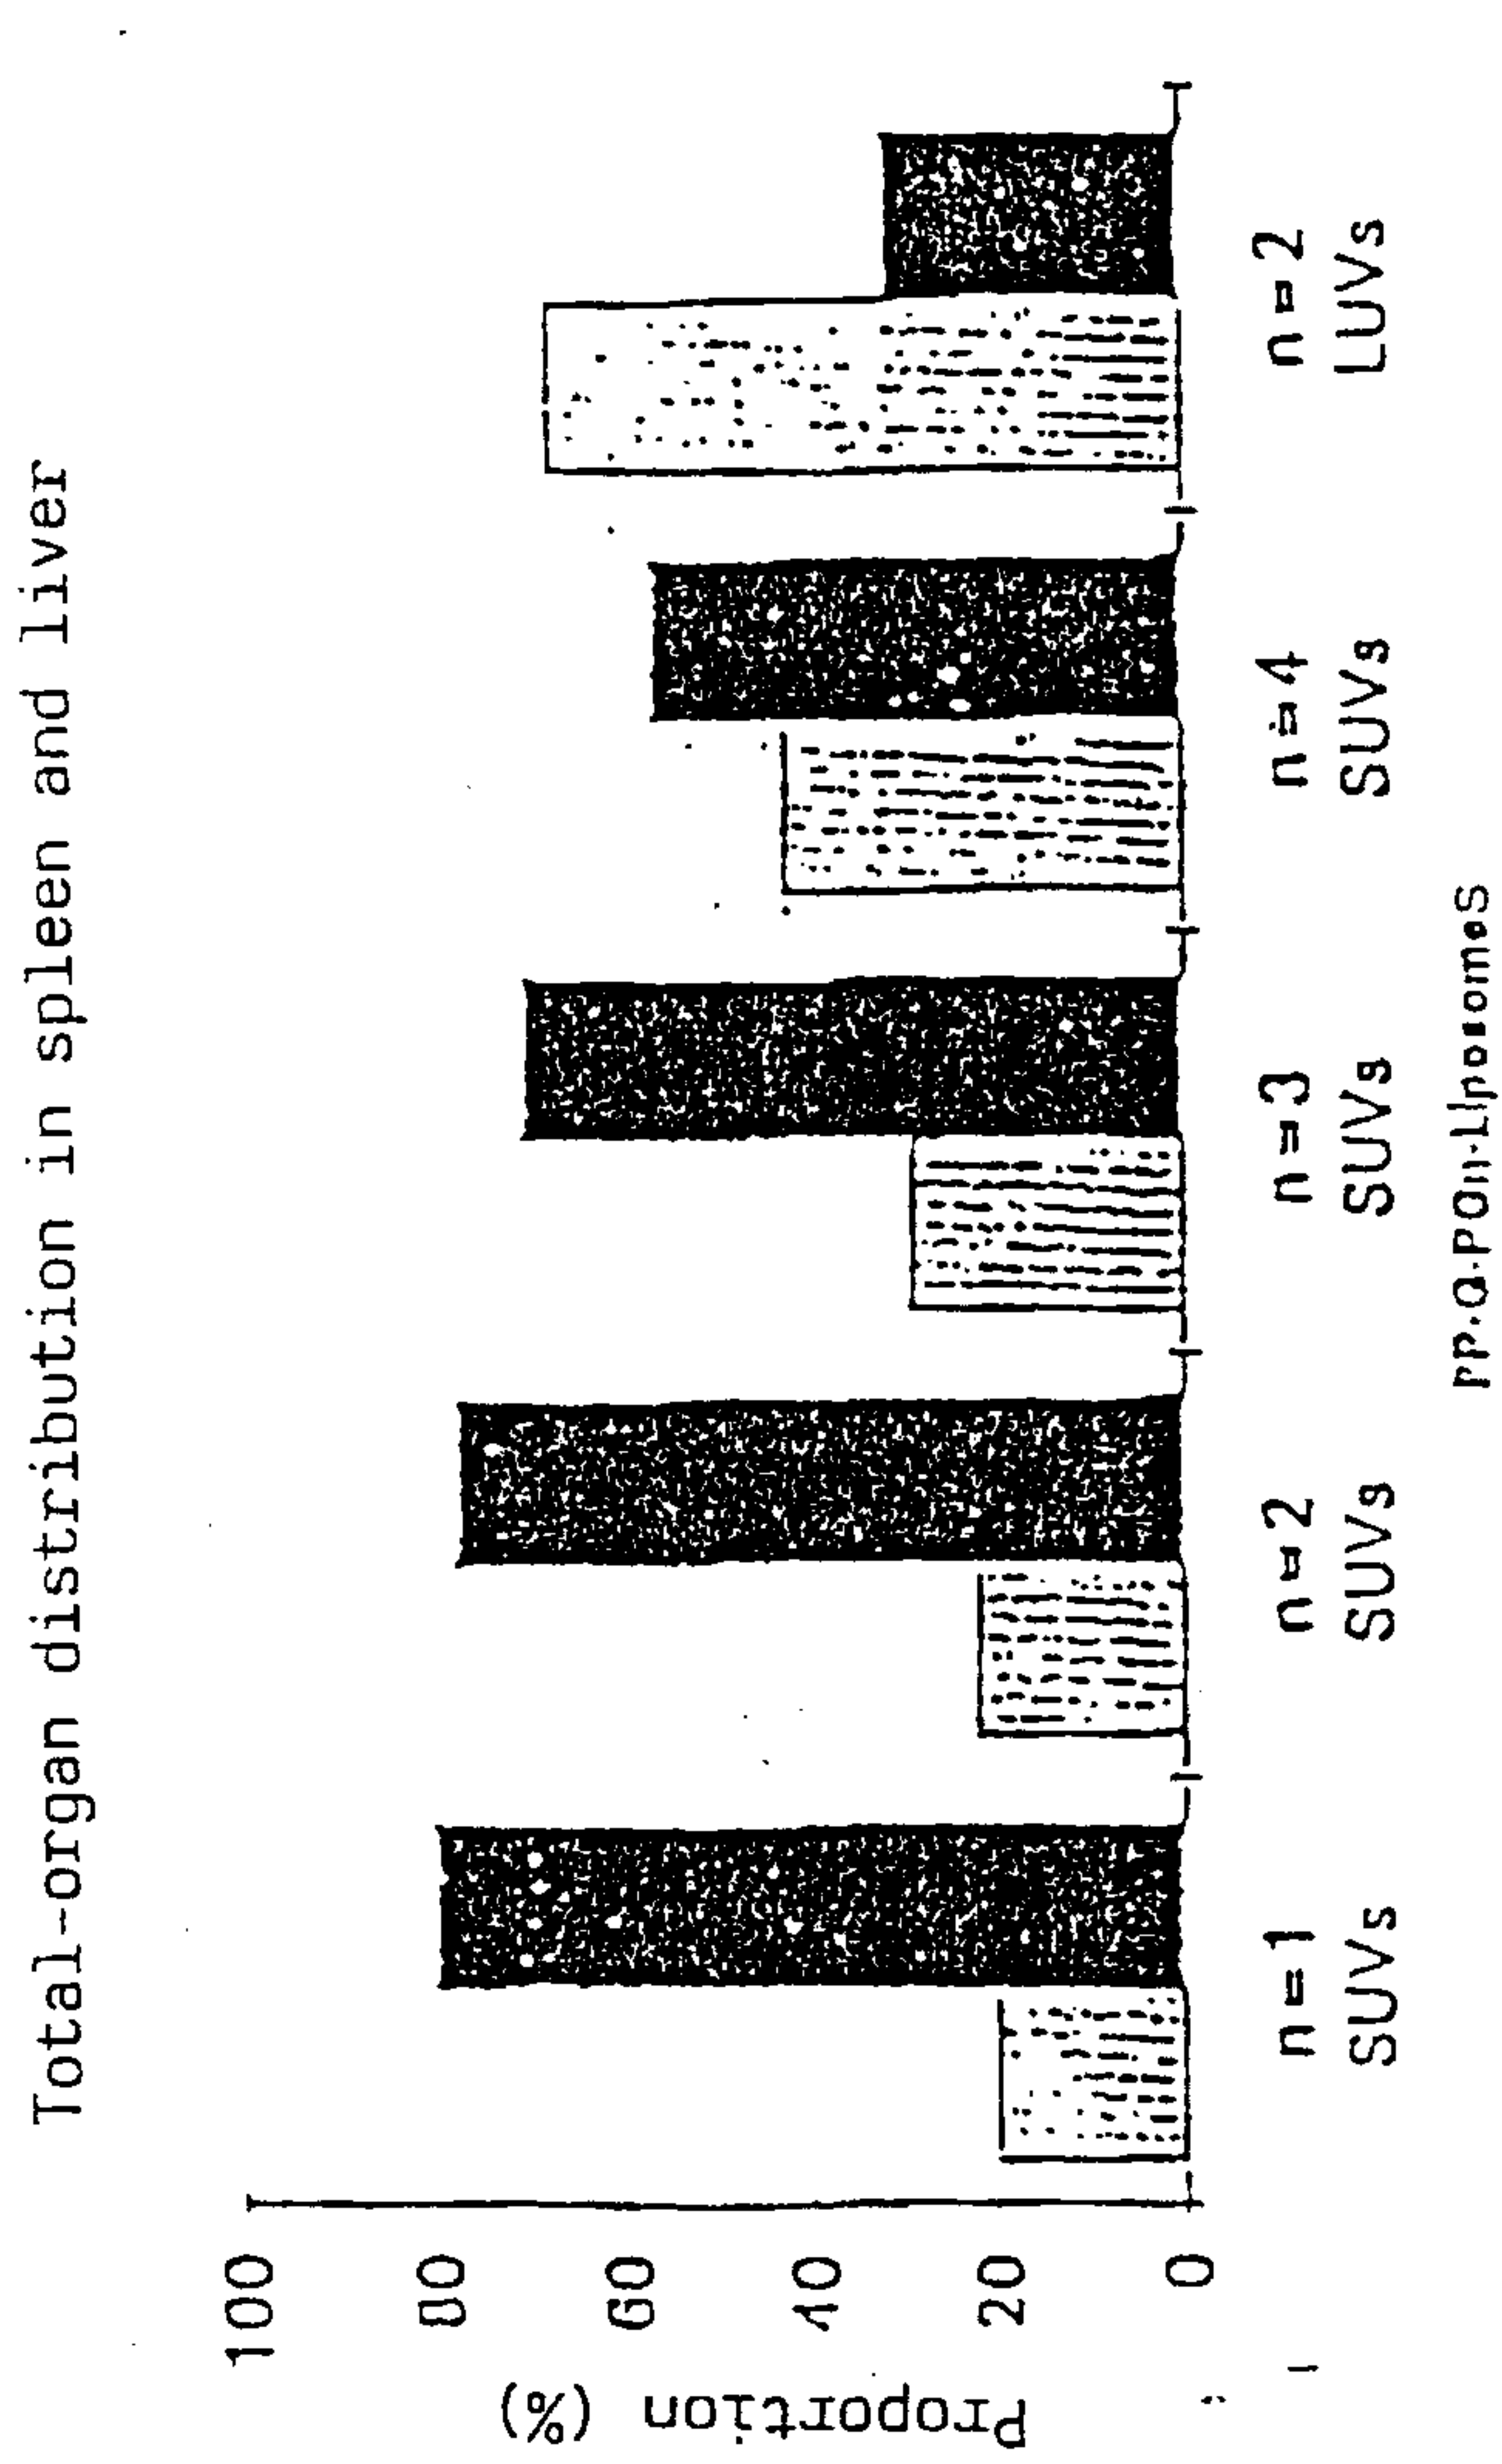 Total-organ distribution in spleen and liver
Proportion (%)
100
80
60
40
20
0
n=1
SUVs
n=2
SUVs
n=3
SUVs
n=4
SUVs
n=2
LUVs